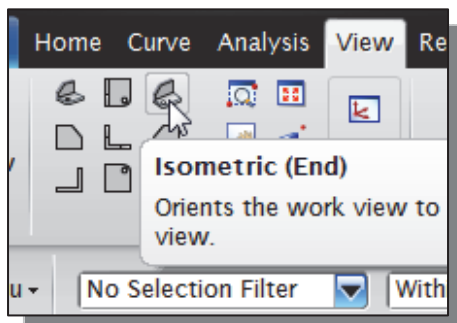 Home Curve Analysis View Re
Isometric (End)
Orients the work view to
view.
u
No Selection Filter
With